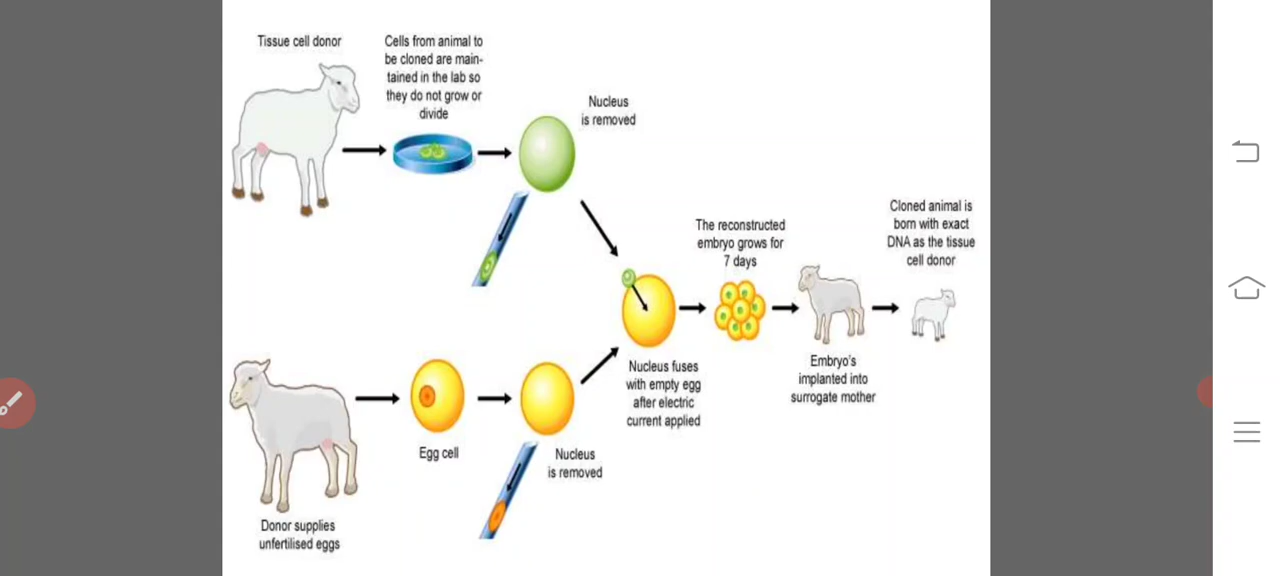 Tissue cell donor
Cells from animal to
be cloned are main-
tained in the lab so
they do not grow or
divide
Nucleus
is removed
The reconstructed
embryo grows for
7 days
Cloned animal is
born with exact
DNA as the tissue
cell donor
Nucleus fuses
with empty egg
after electric
current applied
Embryo's
implanted into
surrogate mother
Egg cell
Nucleus
is removed
Donor supplies
unfertilised eggs